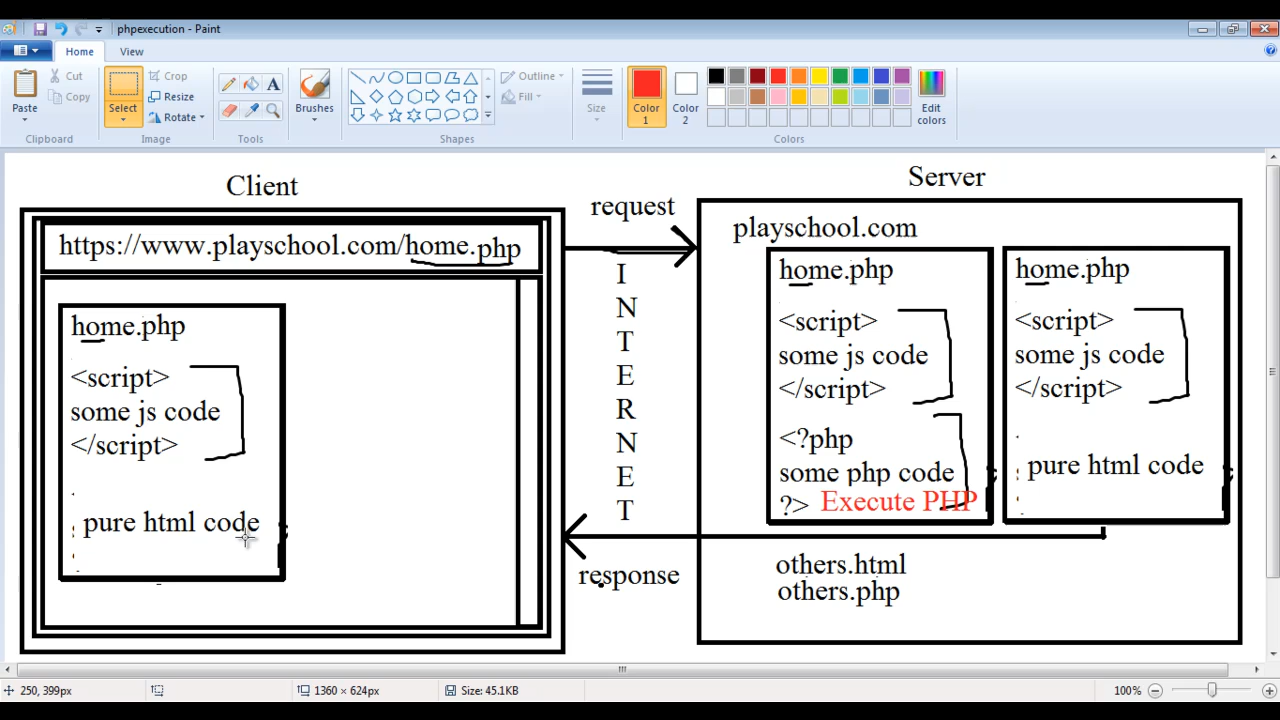 phpexecution - Paint
Home
View
Paste
Cut
Copy
Clipboard
Select
Crop
Resize
Rotate
Image
A
Tools
Brushes
Shapes
Outline
Fill
Size
Color 1
Color 2
Edit colors
Colors
Client
https://www.playschool.com/home.php
home.php
<script>
some js code
</script>
pure html code
request
I
N
T
E
R
N
E
T
response
Server
playschool.com
home.php
<script>
some js code
</script>
<?php
some php code
?> Execute PHP
home.php
<script>
some js code
</script>
pure html code
others.html
others.php
250, 399px
1360 × 624px
Size: 45.1KB
100%